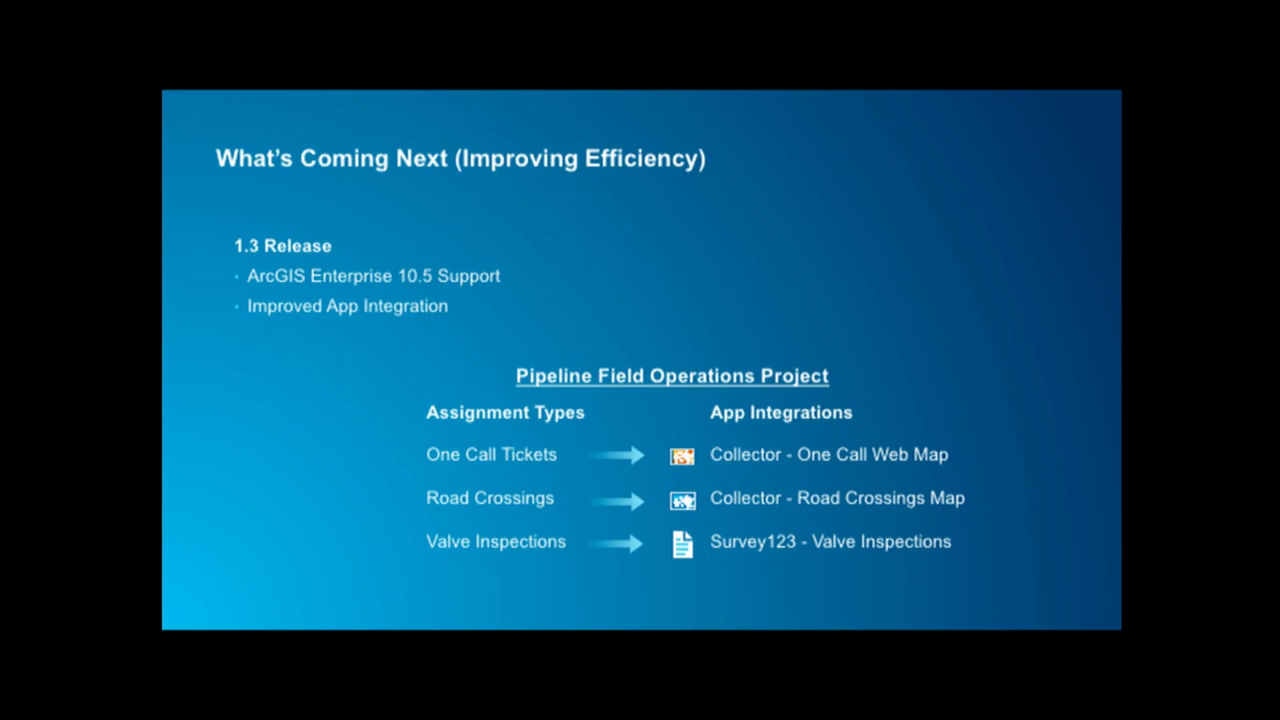 What's Coming Next (Improving Efficiency)
1.3 Release
· ArcGIS Enterprise 10.5 Support
· Improved App Integration
Pipeline Field Operations Project
Assignment Types App Integrations
One Call Tickets Collector - One Call Web Map
Road Crossings Collector - Road Crossings Map
Valve Inspections Survey123 - Valve Inspections